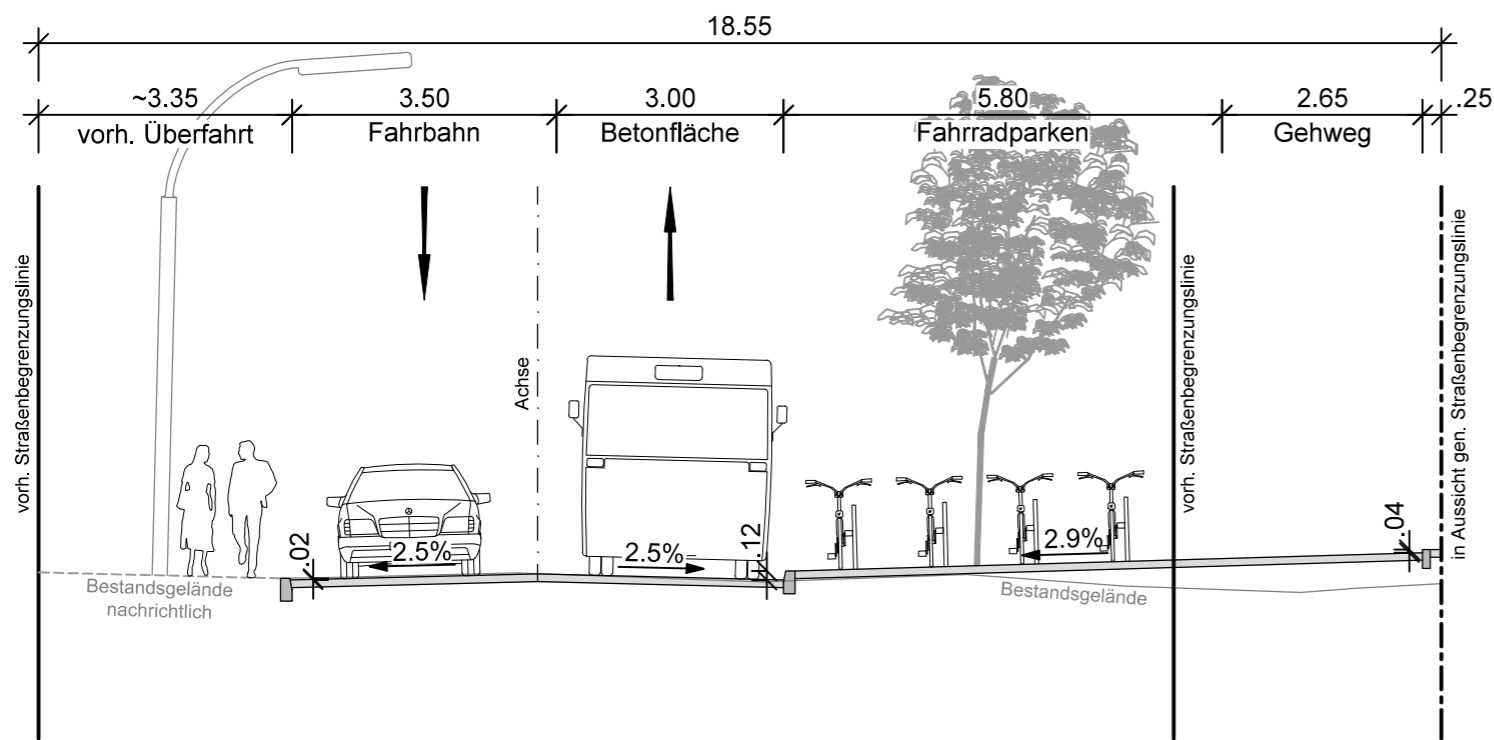 18.55
~3.35 3.50 3.00 5.80 2.65 .25
vorh. Überfahrt Fahrbahn Betonfläche Fahrradparken Gehweg
vorh. Straßenbegrenzungslinie
Achse
vorh. Straßenbegrenzungslinie
in Aussicht gen. Straßenbegrenzungslinie
.02
2.5%
2.5%
.12
2.9%
.04
Bestandsgelände
nachrichtlich
Bestandsgelände